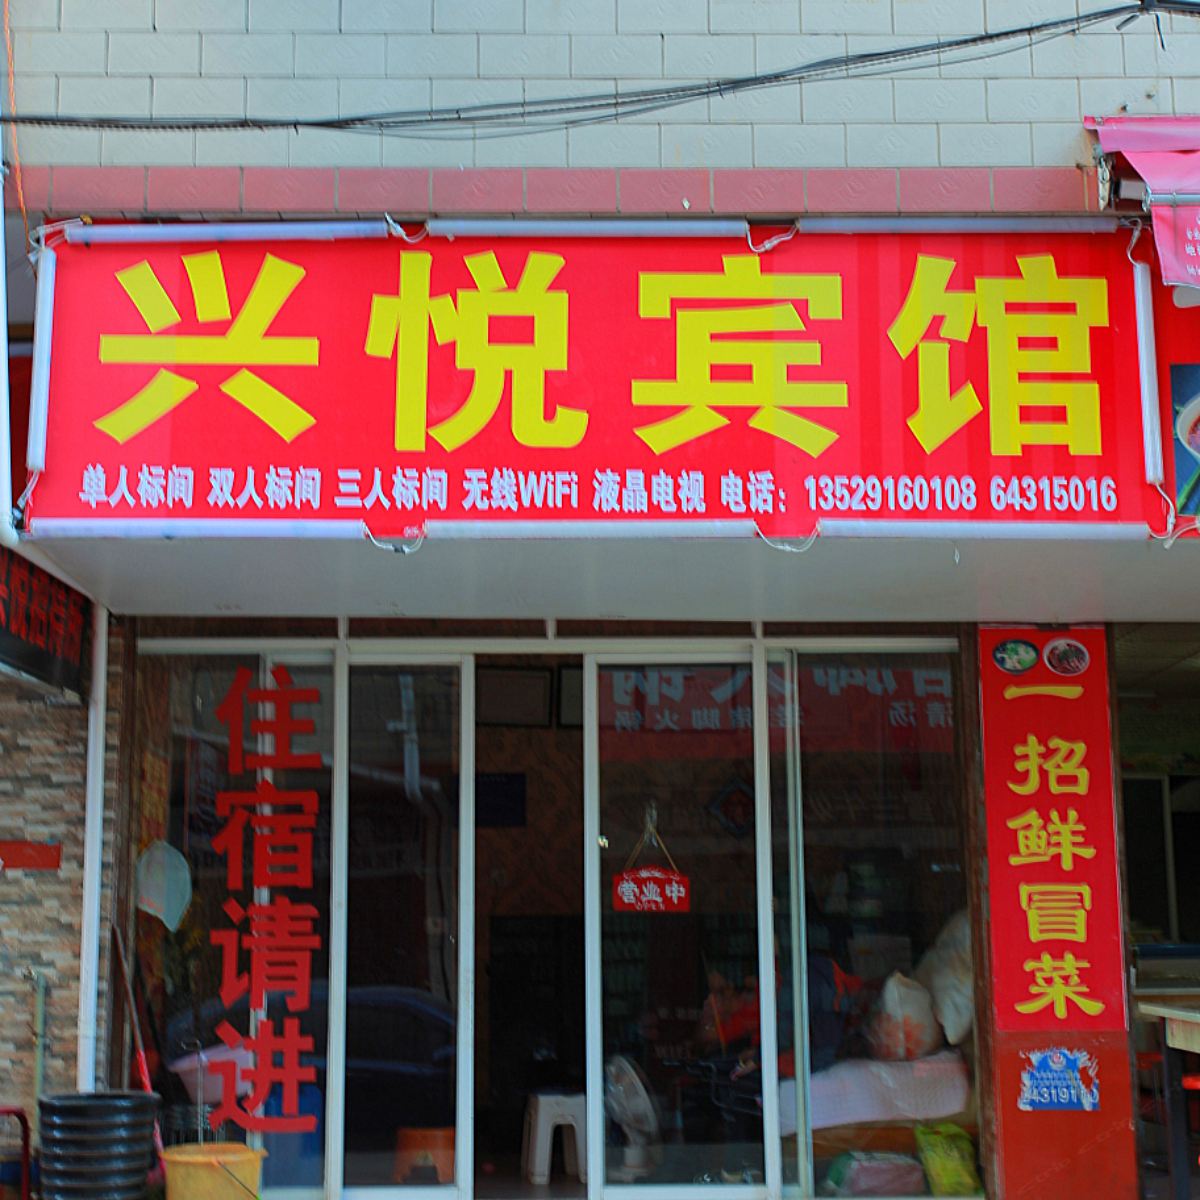 兴悦宾馆
单人标间 双人标间 三人标间 无线WiFi 液晶电视 电话：13529160108 64315016
住宿请进
营业中
一招鲜冒菜